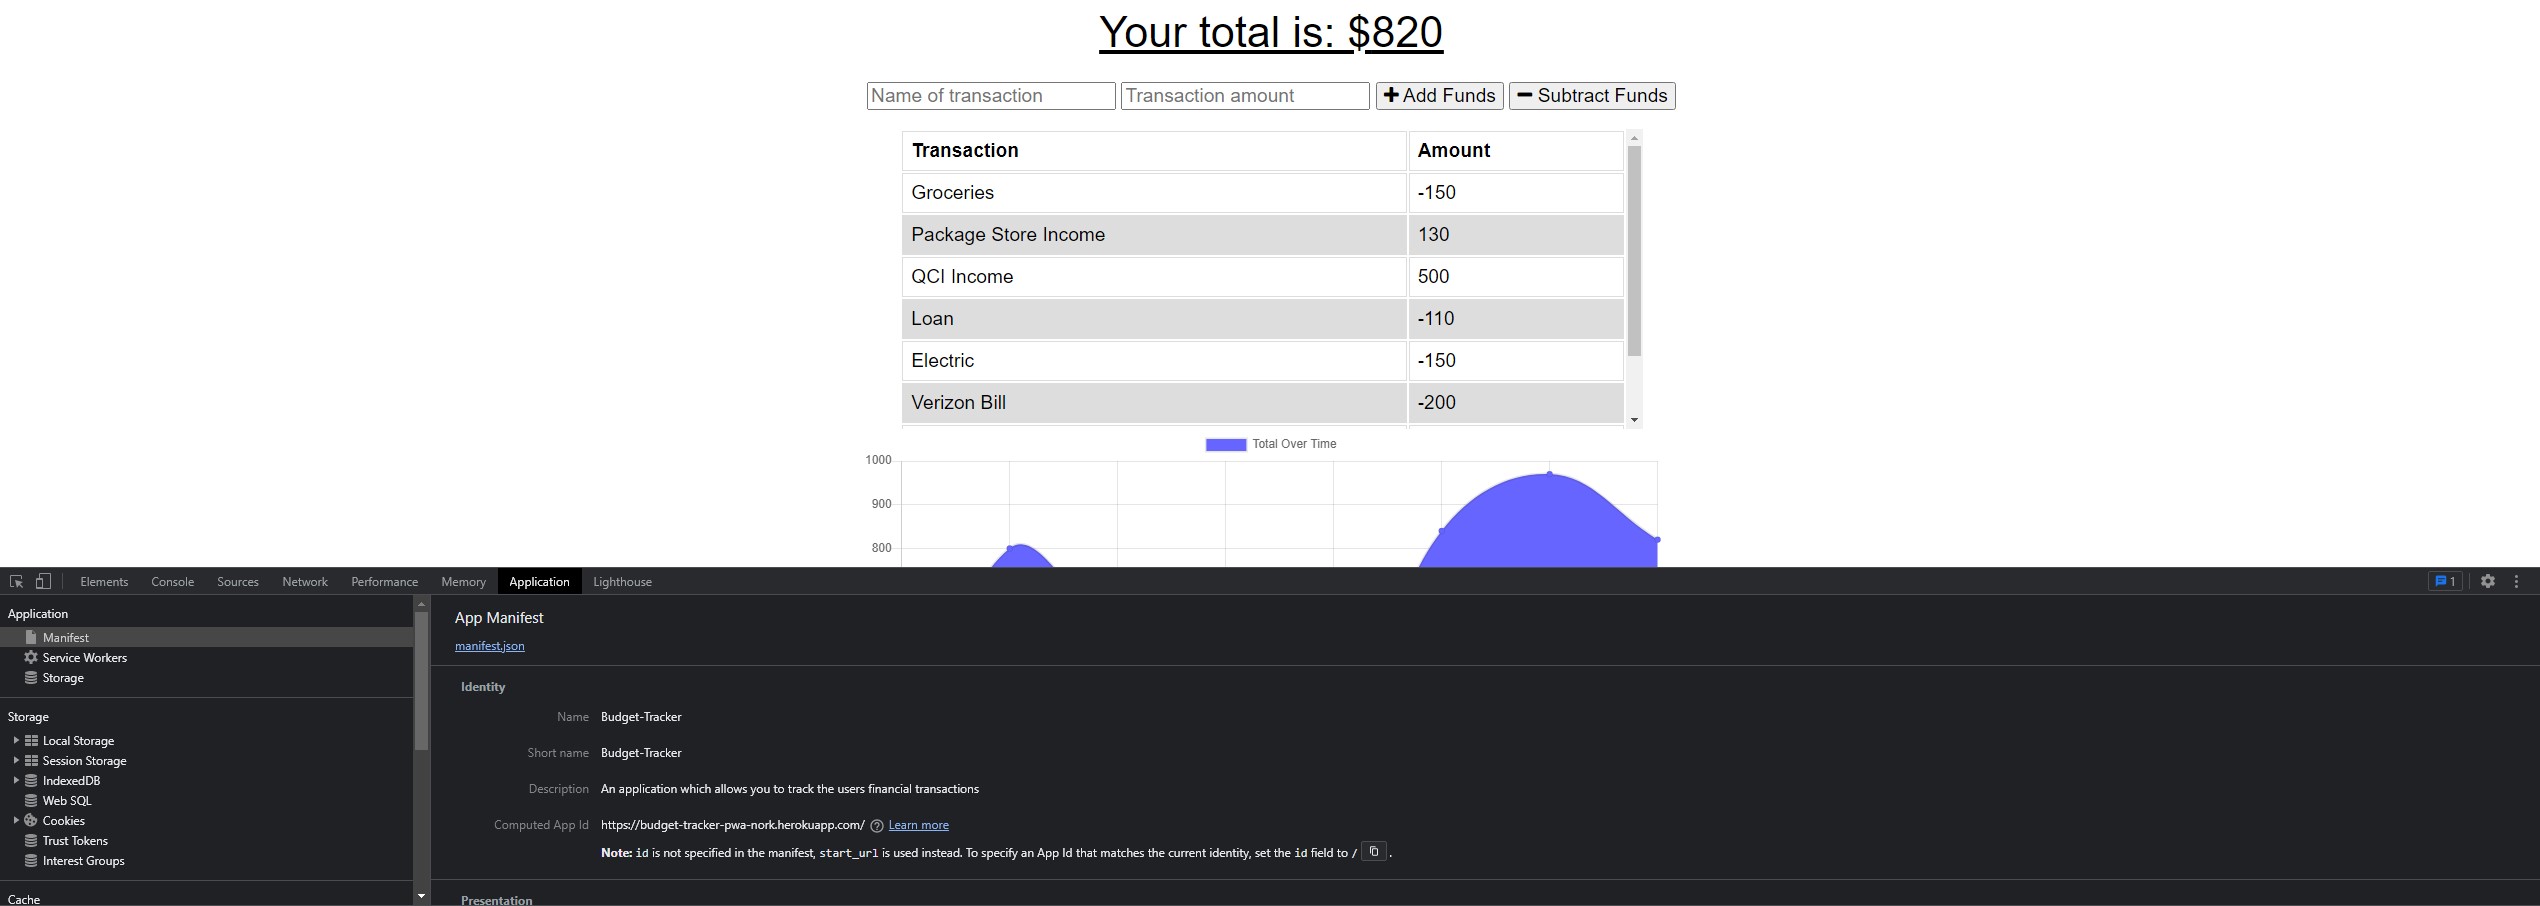 Your total is: $820
Name of transaction Transaction amount Add Funds Subtract Funds
Transaction Amount
Groceries -150
Package Store Income 130
QCI Income 500
Loan -110
Electric -150
Verizon Bill -200
Total Over Time
1000
900
800
Elements Console Sources Network Performance Memory Application Lighthouse 1
Application
Manifest
Service Workers
Storage
Storage
Local Storage
Session Storage
IndexedDB
Web SQL
Cookies
Trust Tokens
Interest Groups
Cache
App Manifest
manifest.json
Identity
Name Budget-Tracker
Short name Budget-Tracker
Description An application which allows you to track the users financial transactions
Computed App Id https://budget-tracker-pwa-nork.herokuapp.com/ ? Learn more
Note: id is not specified in the manifest, start_url is used instead. To specify an App Id that matches the current identity, set the id field to / .
Presentation